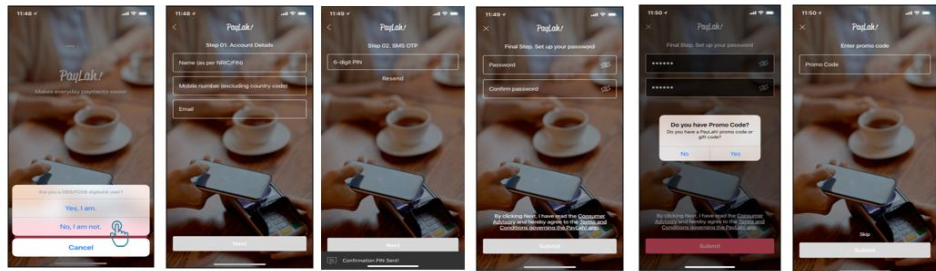 11:48
PayLah!
Makes everyday payments easier
Are you a DBS/POSB digibank user?
Yes, I am.
No, I am not.
Cancel
11:48
PayLah!
Step 01. Account Details
Name (as per NRIC/FIN)
Mobile number (excluding country code)
Email
Next
11:49
PayLah!
Step 02. SMS OTP
6-digit PIN
Resend
Next
Confirmation PIN Sent!
11:49
PayLah!
Final Step. Set up your password
Password
Confirm password
By clicking Next, I have read the Consumer
Advisory and hereby agree to the Terms and
Conditions governing the PayLah! app.
Submit
11:50
PayLah!
Final Step. Set up your password
••••••
••••••
Do you have Promo Code?
Do you have a PayLah! promo code or
gift code?
No Yes
By clicking Next, I have read the Consumer
Advisory and hereby agree to the Terms and
Conditions governing the PayLah! app.
Submit
11:50
PayLah!
Enter promo code
Promo Code
Skip
Submit